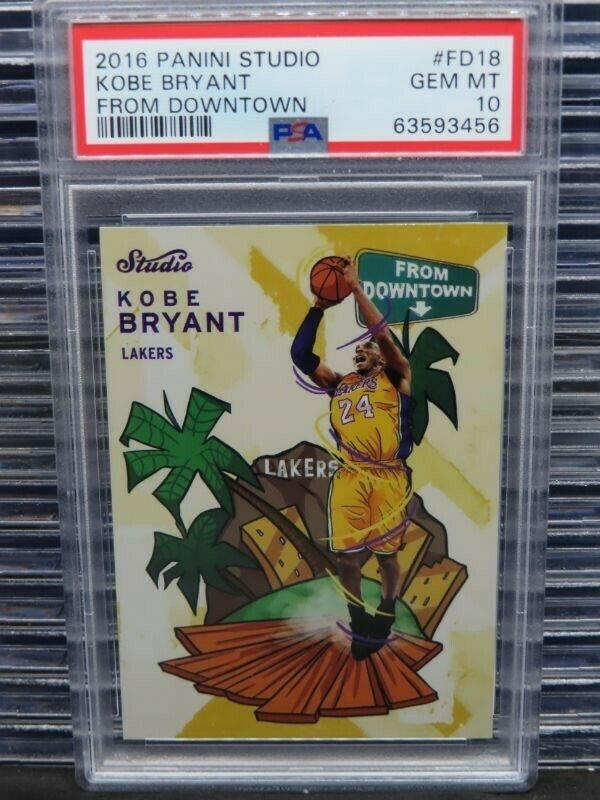 2016 PANINI STUDIO #FD18
KOBE BRYANT GEM MT
FROM DOWNTOWN 10
PSA 63593456
Studio
KOBE
BRYANT
LAKERS
FROM
DOWNTOWN
LAKERS
24
LAKERS